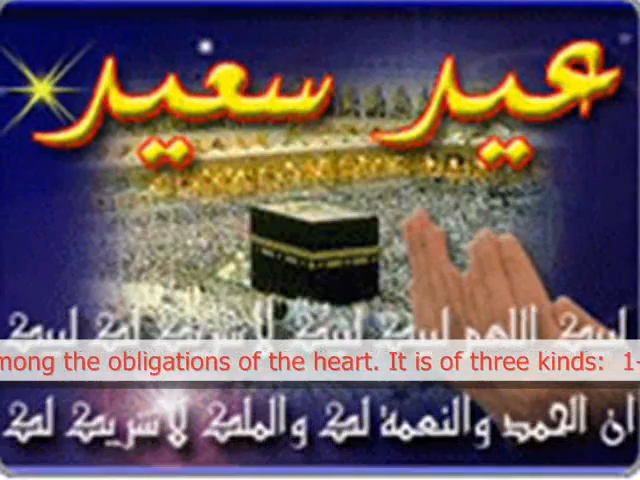 عيد سعيد
لبيك اللهم لبيك لبيك لا شريك لك لبيك
mong the obligations of the heart. It is of three kinds: 1-
ان الحمد والنعمة لك والملك لا شريك لك